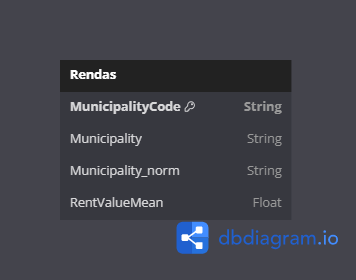 Rendas
MunicipalityCode String
Municipality String
Municipality_norm String
RentValueMean Float
dbdiagram.io